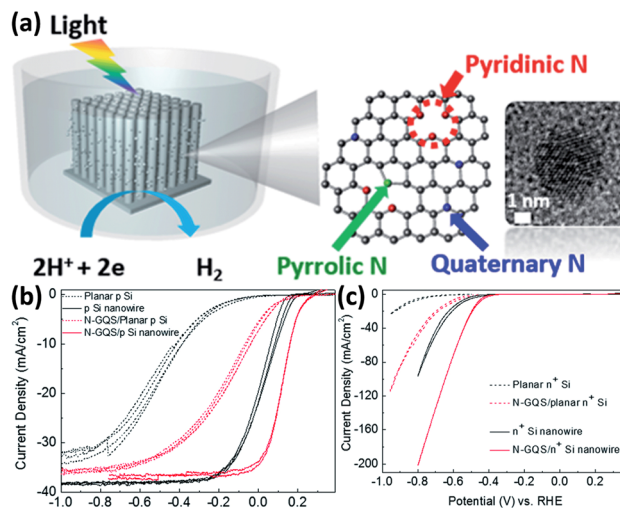 (a)
Light
Pyridinic N
1 nm
2H⁺ + 2e
H₂
Pyrrolic N
Quaternary N
(b)
Planar p Si
p Si nanowire
N-GQS/Planar p Si
N-GQS/p Si nanowire
Current Density (mA/cm²)
0
-10
-20
-30
-40
-1.0 -0.8 -0.6 -0.4 -0.2 0.0 0.2
(c)
Planar n⁺ Si
N-GQS/planar n⁺ Si
n⁺ Si nanowire
N-GQS/n⁺ Si nanowire
Current Density (mA/cm²)
0
-40
-80
-120
-160
-200
-1.0 -0.8 -0.6 -0.4 -0.2 0.0 0.2
Potential (V) vs. RHE